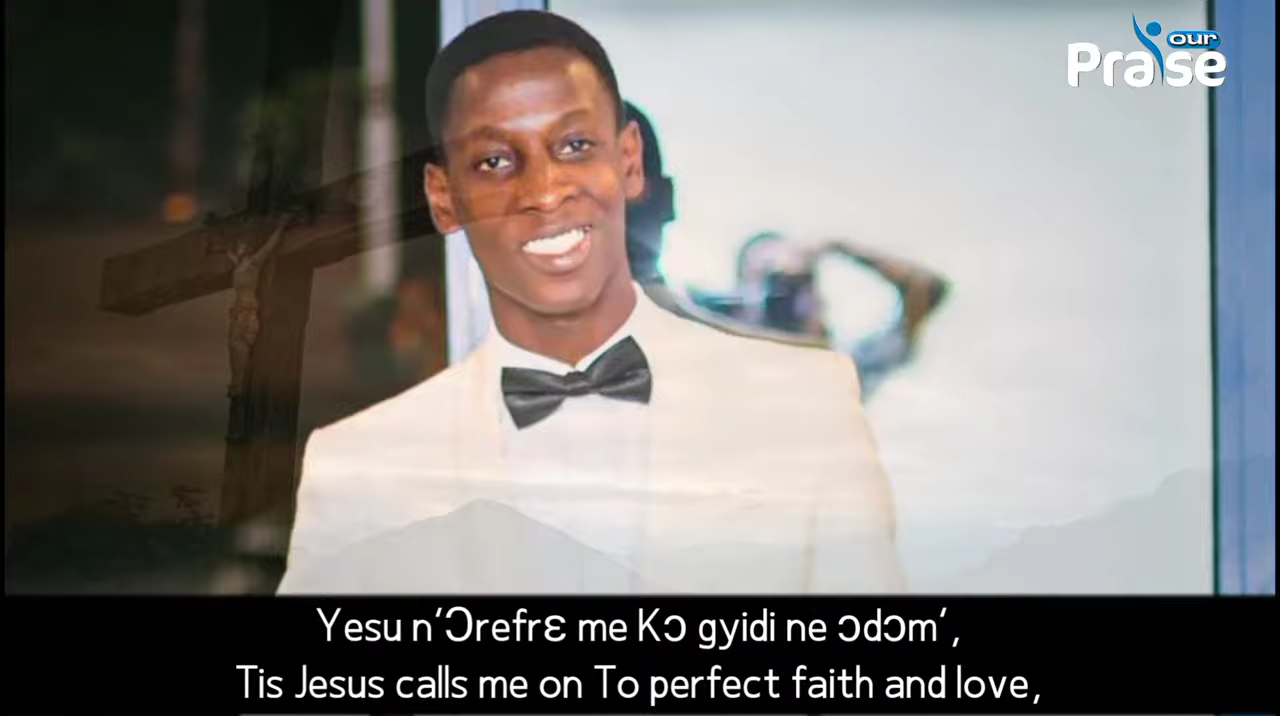 our
Praise
Yesu n'Ɔrefrɛ me Kɔ gyidi ne ɔdɔm',
Tis Jesus calls me on To perfect faith and love,